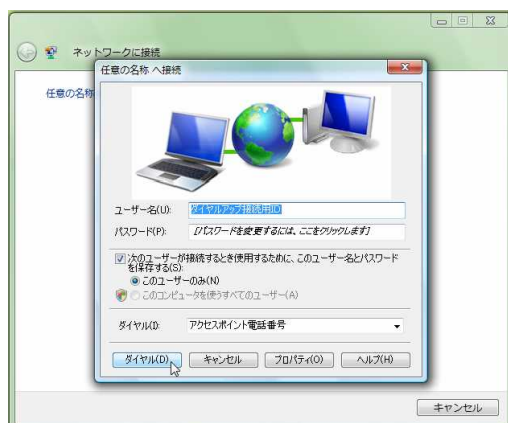 ネットワークに接続
任意の名称 へ接続
任意の名称
ユーザー名(U):
ダイヤルアップ接続用ID
パスワード(P):
[パスワードを変更するには、ここをクリックします]
次のユーザーが接続するとき使用するために、このユーザー名とパスワード
を保存する(S):
このユーザーのみ(N)
このコンピュータを使うすべてのユーザー(A)
ダイヤル(I):
アクセスポイント電話番号
ダイヤル(D)
キャンセル
プロパティ(O)
ヘルプ(H)
キャンセル